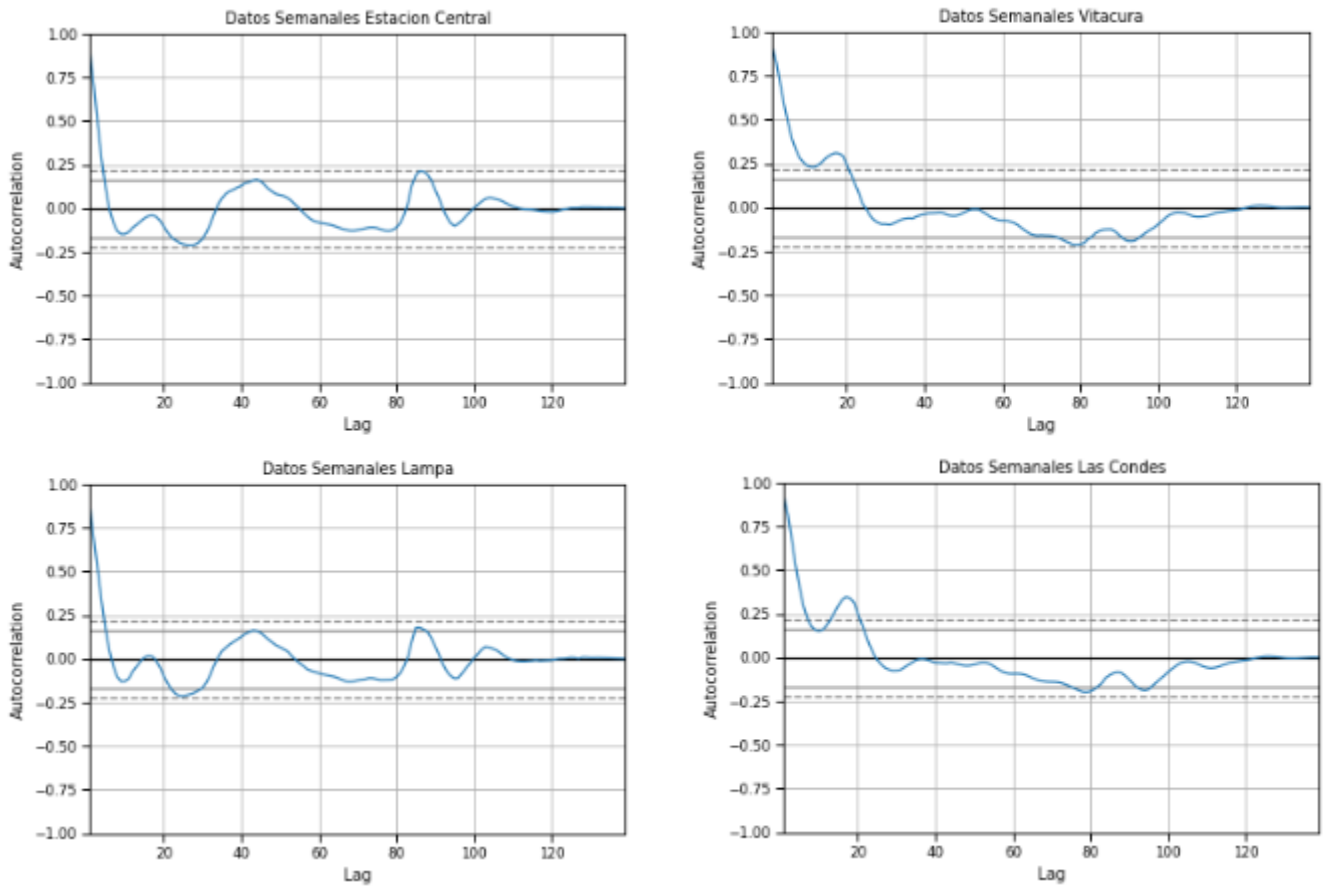 Datos Semanales Estacion Central
1.00
0.75
0.50
0.25
0.00
−0.25
−0.50
−0.75
−1.00
Autocorrelation
20 40 60 80 100 120
Lag
Datos Semanales Vitacura
1.00
0.75
0.50
0.25
0.00
−0.25
−0.50
−0.75
−1.00
Autocorrelation
20 40 60 80 100 120
Lag
Datos Semanales Lampa
1.00
0.75
0.50
0.25
0.00
−0.25
−0.50
−0.75
−1.00
Autocorrelation
20 40 60 80 100 120
Lag
Datos Semanales Las Condes
1.00
0.75
0.50
0.25
0.00
−0.25
−0.50
−0.75
−1.00
Autocorrelation
20 40 60 80 100 120
Lag